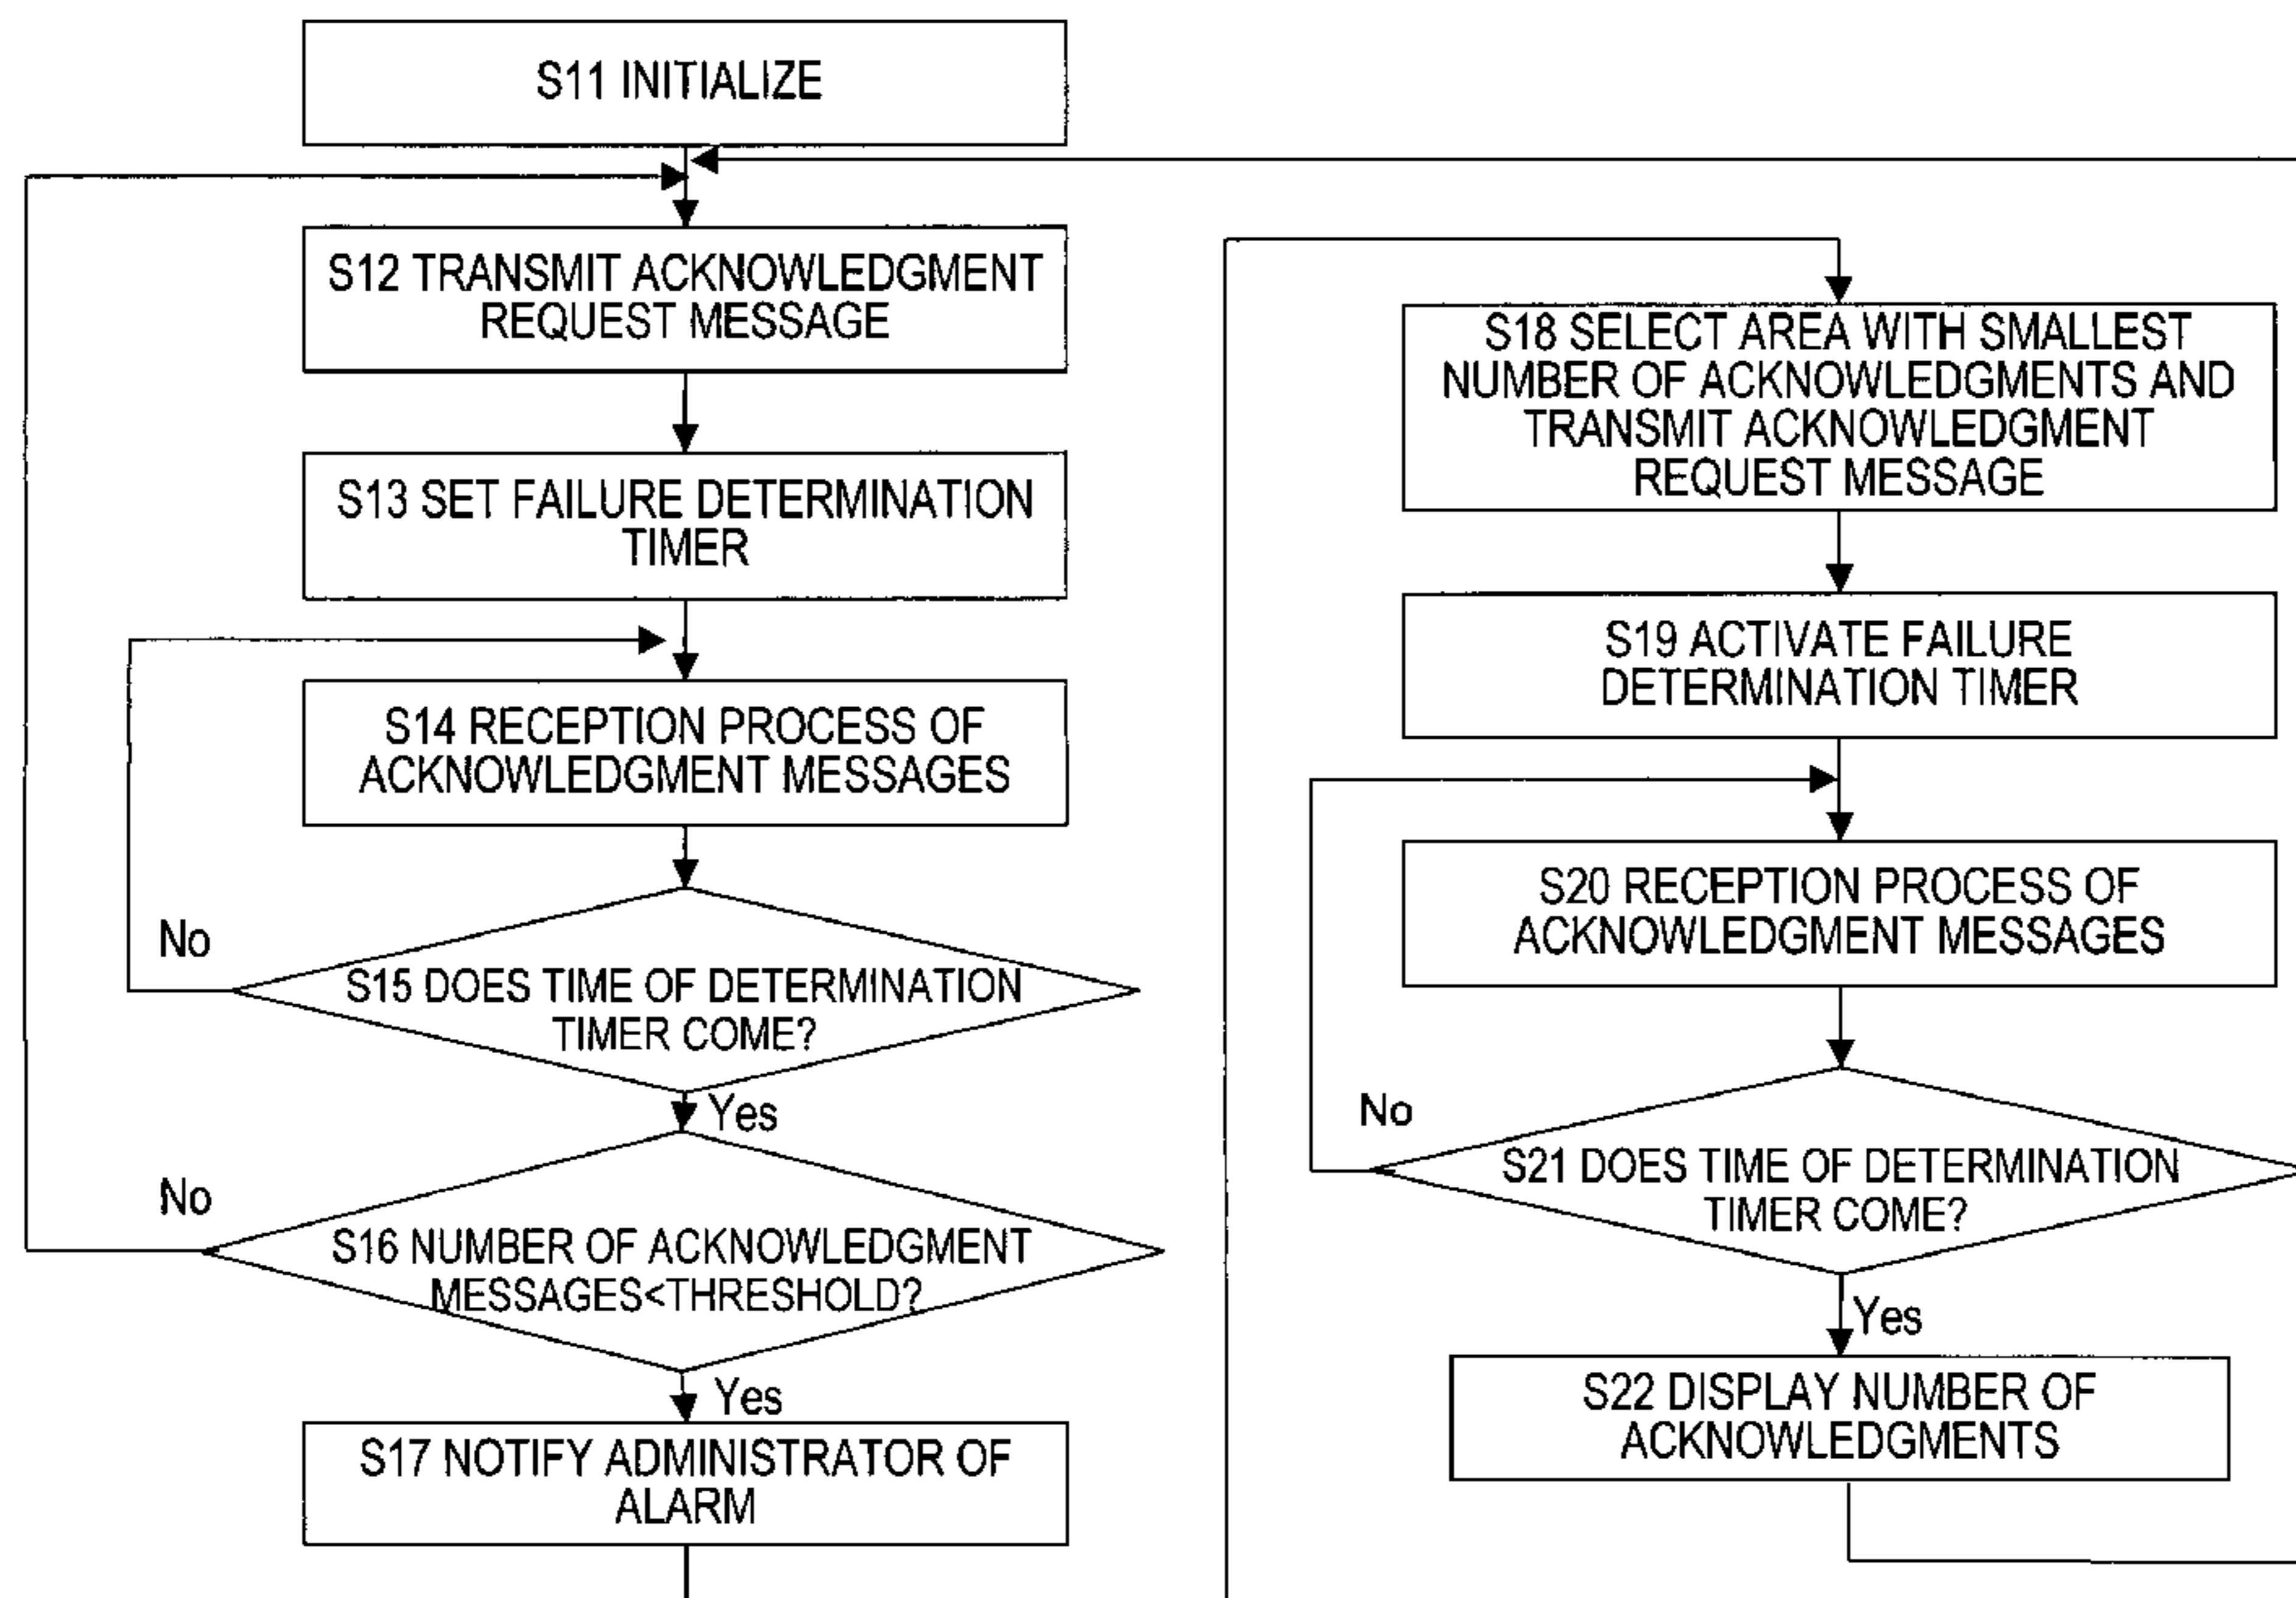 S11 INITIALIZE
S12 TRANSMIT ACKNOWLEDGMENT
REQUEST MESSAGE
S13 SET FAILURE DETERMINATION
TIMER
S14 RECEPTION PROCESS OF
ACKNOWLEDGMENT MESSAGES
No
S15 DOES TIME OF DETERMINATION
TIMER COME?
Yes
No
S16 NUMBER OF ACKNOWLEDGMENT
MESSAGES<THRESHOLD?
Yes
S17 NOTIFY ADMINISTRATOR OF
ALARM
S18 SELECT AREA WITH SMALLEST
NUMBER OF ACKNOWLEDGMENTS AND
TRANSMIT ACKNOWLEDGMENT
REQUEST MESSAGE
S19 ACTIVATE FAILURE
DETERMINATION TIMER
S20 RECEPTION PROCESS OF
ACKNOWLEDGMENT MESSAGES
No
S21 DOES TIME OF DETERMINATION
TIMER COME?
Yes
S22 DISPLAY NUMBER OF
ACKNOWLEDGMENTS